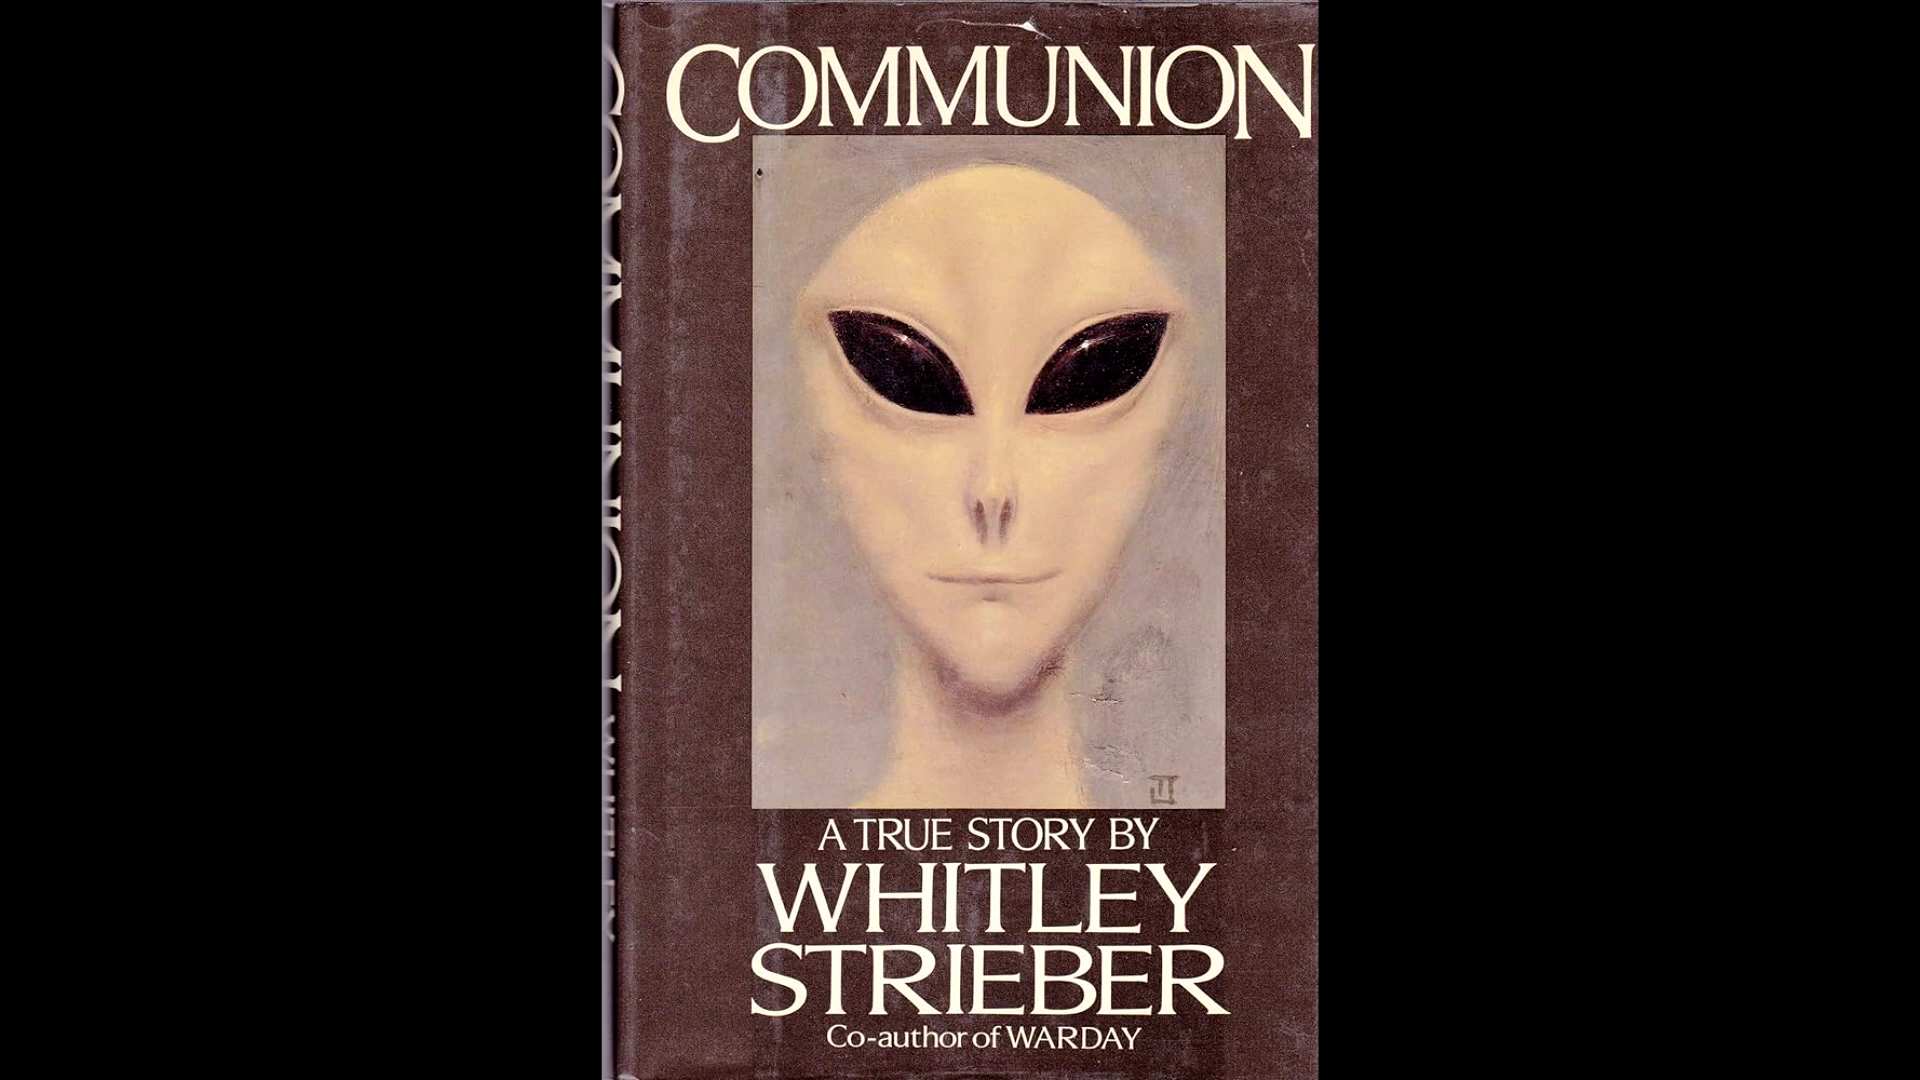 COMMUNION
A TRUE STORY BY
WHITLEY
STRIEBER
Co-author of WARDAY